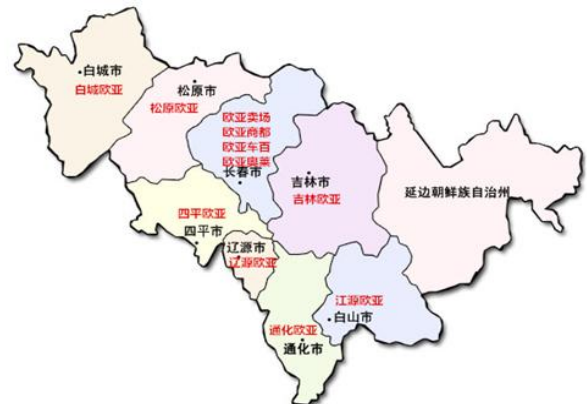 白城市
白城欧亚
松原市
松原欧亚
欧亚卖场
欧亚商都
欧亚车百
欧亚奥莱
长春市
吉林市
吉林欧亚
延边朝鲜族自治州
四平欧亚
四平市
辽源市
辽源欧亚
江源欧亚
白山市
通化欧亚
通化市